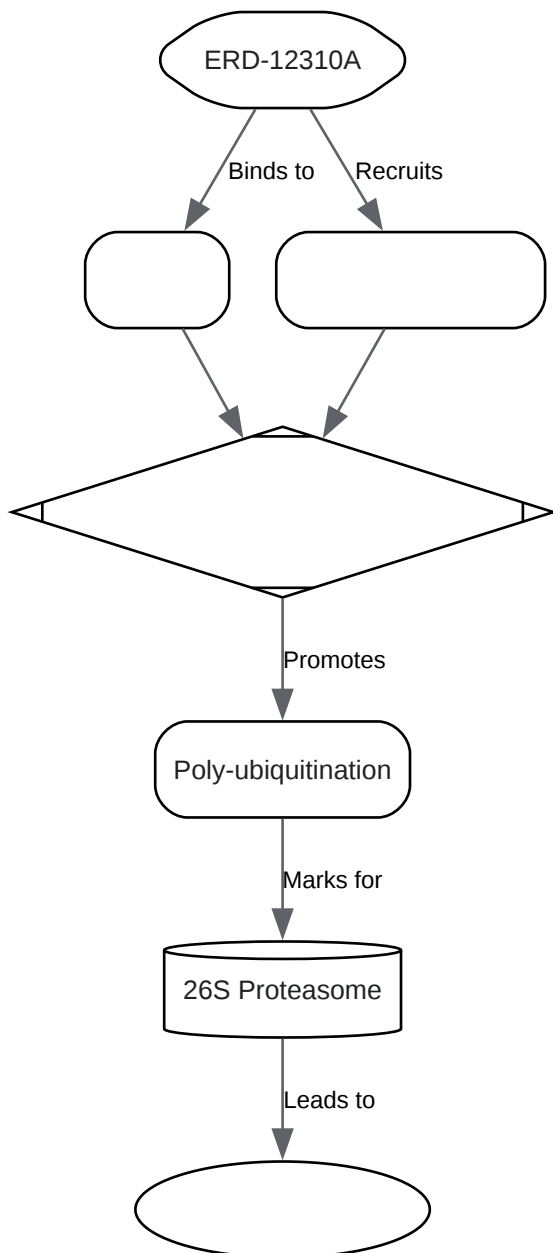 ERD-12310A
Binds to
Recruits
Promotes
Poly-ubiquitination
Marks for
26S Proteasome
Leads to